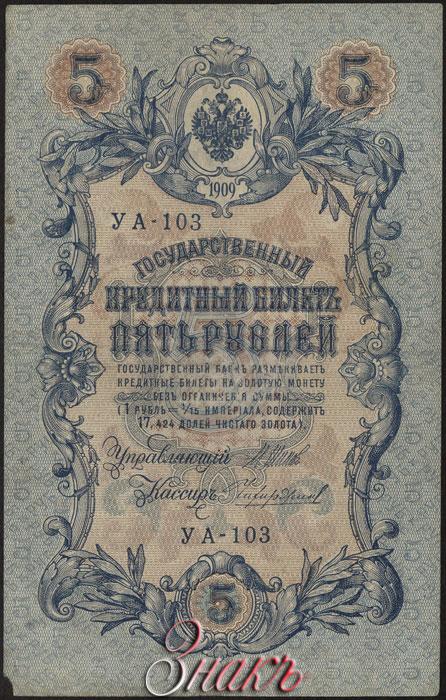 5 5
1909
УА-103
ГОСУДАРСТВЕННЫЙ
КРЕДИТНЫЙ БИЛЕТЪ
ПЯТЬ РУБЛЕЙ
ГОСУДАРСТВЕННЫЙ БАНКЪ РАЗМѢНИВАЕТЪ
КРЕДИТНЫЕ БИЛЕТЫ НА ЗОЛОТУЮ МОНЕТУ
БЕЗЪ ОГРАНИЧЕНІЯ СУММЫ
(1 РУБЛЬ = 1/15 ИМПЕРІАЛА, СОДЕРЖИТЪ
17,424 ДОЛЕЙ ЧИСТАГО ЗОЛОТА).
Управляющій
Кассиръ
УА-103
5
Знакъ